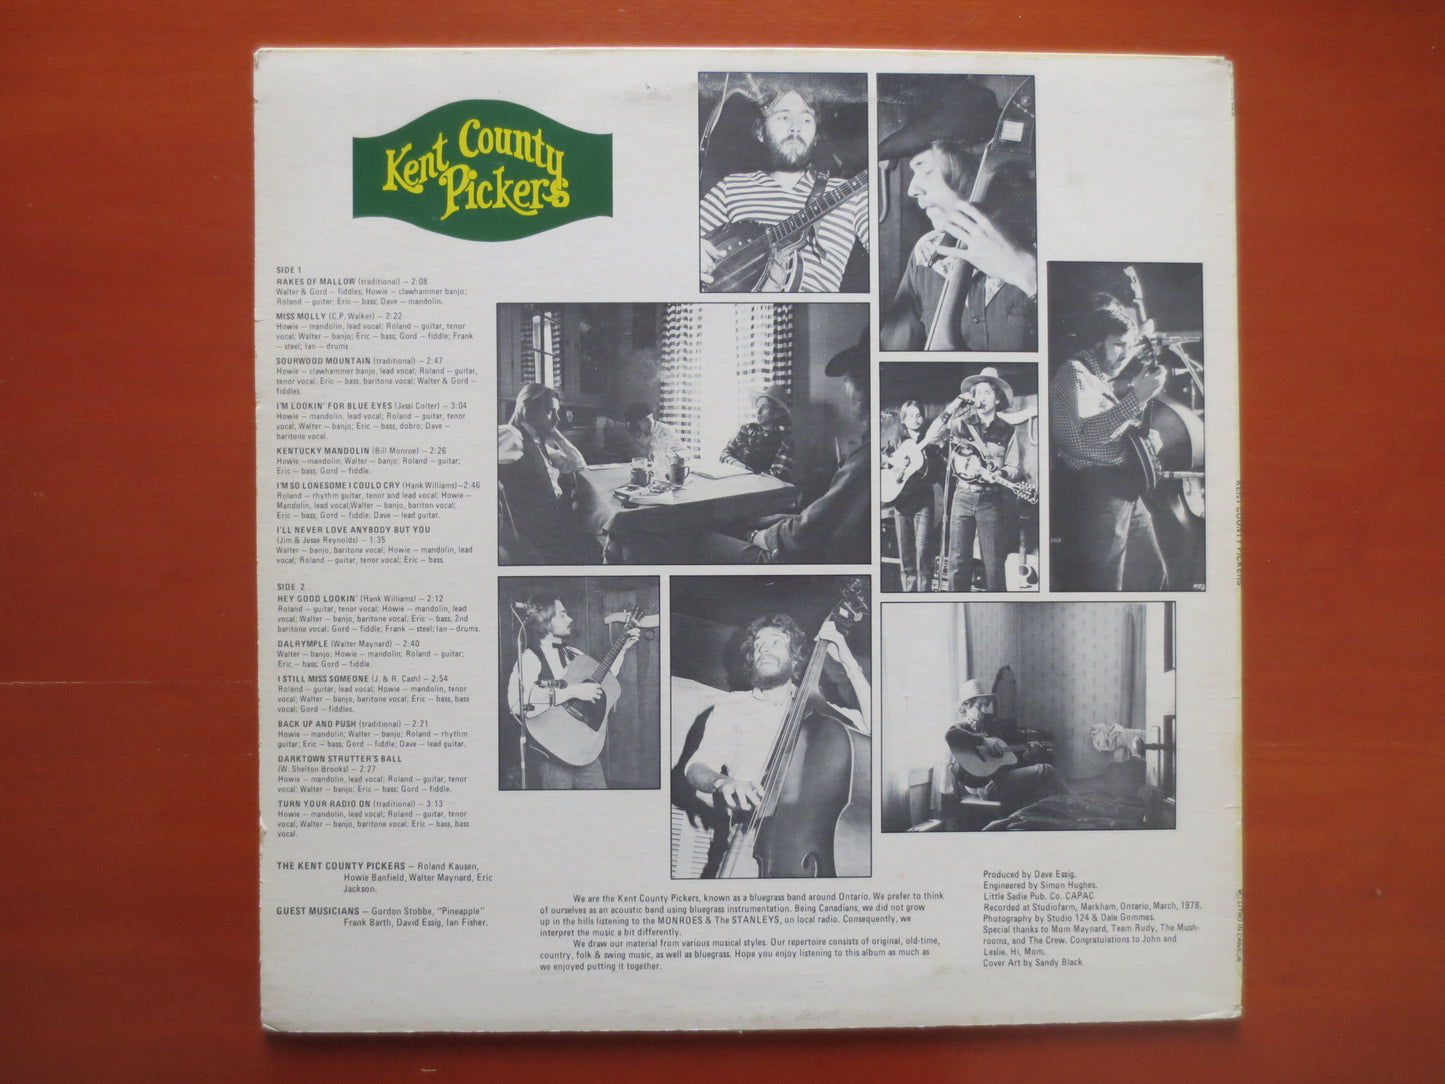 Kent County
Pickers
SIDE 1
RAKES OF MALLOW (traditional) – 2:08
Walter & Gord – fiddles; Howie – clawhammer banjo;
Roland – guitar; Eric – bass; Dave – mandolin.
MISS MOLLY (C.P. Walker) – 2:22
Howie – mandolin, lead vocal; Roland – guitar, tenor
vocal; Walter – banjo; Eric – bass; Gord – fiddle; Frank
– steel; Ian – drums
SOURWOOD MOUNTAIN (traditional) – 2:47
Howie – clawhammer banjo, lead vocal; Roland – guitar,
tenor vocal; Eric – bass, baritone vocal; Walter & Gord –
fiddles.
I'M LOOKIN' FOR BLUE EYES (Jessi Colter) – 3:04
Howie – mandolin, lead vocal; Roland – guitar, tenor
vocal; Walter – banjo; Eric – bass, dobro; Dave –
baritone vocal.
KENTUCKY MANDOLIN (Bill Monroe) – 2:26
Howie – mandolin; Walter – banjo; Roland – guitar;
Eric – bass; Gord – fiddle.
I'M SO LONESOME I COULD CRY (Hank Williams)–2:46
Roland – rhythm guitar, tenor and lead vocal; Howie –
Mandolin, lead vocal;Walter – banjo, bariton vocal;
Eric – bass; Gord – fiddle; Dave – lead guitar.
I'LL NEVER LOVE ANYBODY BUT YOU
(Jim & Jesse Reynolds) – 1:35
Walter – banjo, baritone vocal; Howie – mandolin, lead
vocal; Roland – guitar, tenor vocal; Eric – bass.
SIDE 2
HEY GOOD LOOKIN' (Hank Williams) – 2:12
Roland – guitar, tenor vocal; Howie – mandolin, lead
vocal; Walter – banjo, baritone vocal; Eric – bass, 2nd
baritone vocal; Gord – fiddle; Frank – steel; Ian – drums.
DALRYMPLE (Walter Maynard) – 2:40
Walter – banjo; Howie – mandolin; Roland – guitar;
Eric – bass; Gord – fiddle.
I STILL MISS SOMEONE (J. & R. Cash) – 2:54
Roland – guitar, lead vocal; Howie – mandolin, tenor
vocal; Walter – banjo, baritone vocal; Eric – bass, bass
vocal; Gord – fiddles.
BACK UP AND PUSH (traditional) – 2:21
Howie – mandolin; Walter – banjo; Roland – rhythm
guitar; Eric – bass; Gord – fiddle; Dave – lead guitar.
DARKTOWN STRUTTER'S BALL
(W. Shelton Brooks) – 2:27
Howie – mandolin, lead vocal; Roland – guitar, tenor
vocal; Walter – banjo; Eric – bass; Gord – fiddle.
TURN YOUR RADIO ON (traditional) – 3:13
Howie – mandolin, lead vocal; Roland – guitar, tenor
vocal; Walter – banjo, baritone vocal; Eric – bass, bass
vocal.
THE KENT COUNTY PICKERS – Roland Kausen,
Howie Banfield, Walter Maynard, Eric
Jackson.
GUEST MUSICIANS – Gordon Stobbe, "Pineapple"
Frank Barth, David Essig, Ian Fisher.
We are the Kent County Pickers, known as a bluegrass band around Ontario. We prefer to think
of ourselves as an acoustic band using bluegrass instrumentation. Being Canadians, we did not grow
up in the hills listening to the MONROES & The STANLEYS, on local radio. Consequently, we
interpret the music a bit differently.
We draw our material from various musical styles. Our repertoire consists of original, old-time,
country, folk & swing music, as well as bluegrass. Hope you enjoy listening to this album as much as
we enjoyed putting it together.
Produced by Dave Essig.
Engineered by Simon Hughes.
Little Sadie Pub. Co. CAPAC
Recorded at Studiofarm, Markham, Ontario, March, 1978.
Photography by Studio 124 & Dale Gommes.
Special thanks to Mom Maynard, Team Rudy, The Mush-
rooms, and The Crew. Congratulations to John and
Leslie. Hi, Mom.
Cover Art by Sandy Black
KENT COUNTY PICKERS